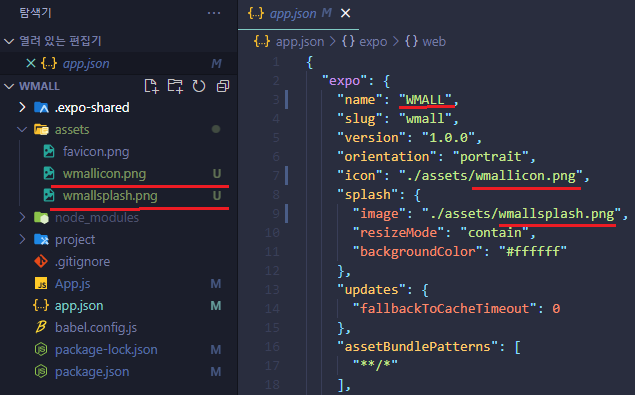 탐색기 ···
열려 있는 편집기
× {..} app.json M
WMALL
.expo-shared
assets
favicon.png
wmallicon.png U
wmallsplash.png U
node_modules
project
.gitignore
App.js M
app.json M
babel.config.js
package-lock.json M
package.json M
{..} app.json M ×
{..} app.json > {} expo > {} web
1 {
2 "expo": {
3 "name": "WMALL",
4 "slug": "wmall",
5 "version": "1.0.0",
6 "orientation": "portrait",
7 "icon": "./assets/wmallicon.png",
8 "splash": {
9 "image": "./assets/wmallsplash.png",
10 "resizeMode": "contain",
11 "backgroundColor": "#ffffff"
12 },
13 "updates": {
14 "fallbackToCacheTimeout": 0
15 },
16 "assetBundlePatterns": [
17 "**/*"
18 ],